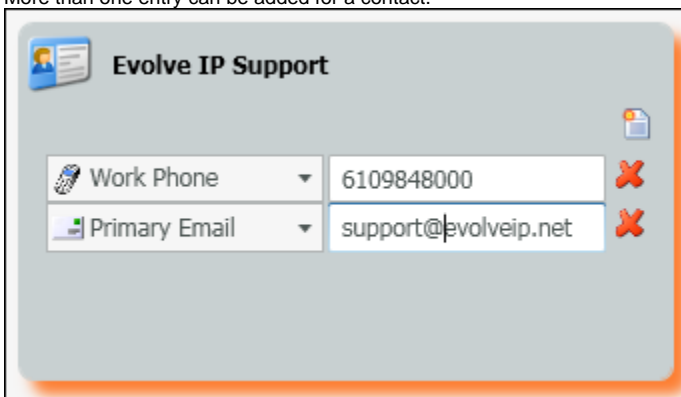 More than one entry can be added for a contact.
Evolve IP Support
Work Phone 6109848000
Primary Email support@evolveip.net